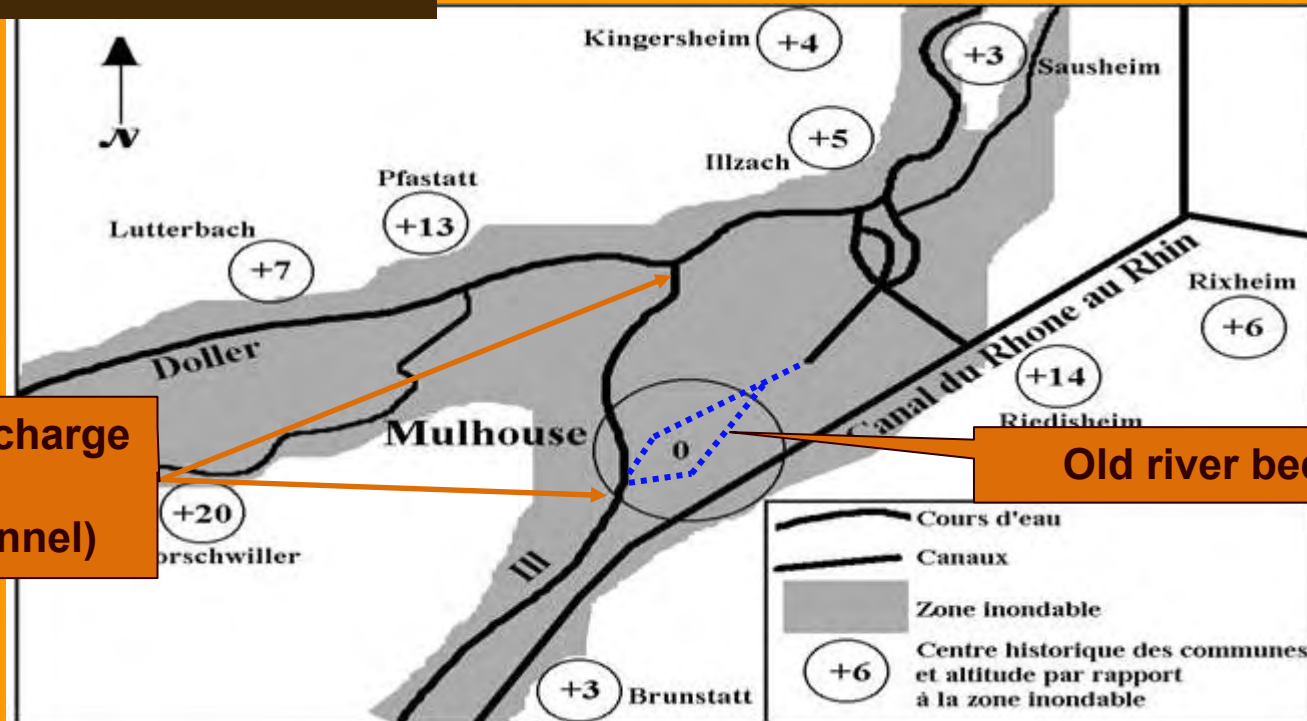 N
Kingersheim
+4
+3
Sausheim
+5
Illzach
Pfastatt
+13
Lutterbach
+7
Rixheim
+6
Doller
Canal du Rhone au Rhin
+14
Riedisheim
charge
nnel)
Mulhouse
0
Old river
+20
orschwiller
Ill
+3
Brunstatt
Cours d'eau
Canaux
Zone inondable
+6
Centre historique des communes
et altitude par rapport
à la zone inondable